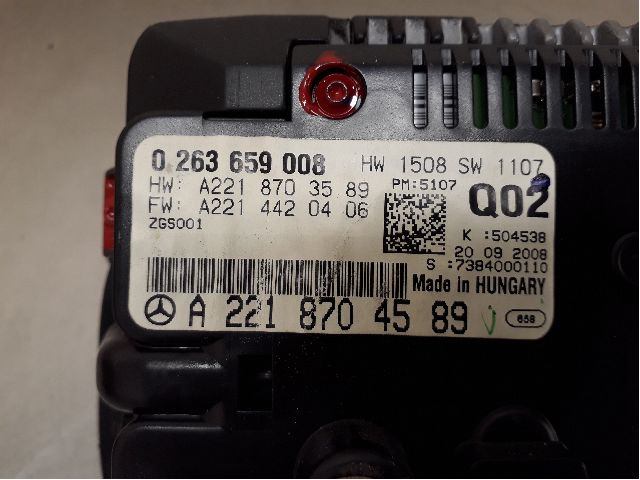 0 263 659 008 HW 1508 SW 1107
HW: A221 870 35 89 PM:5107 Q02
FW: A221 442 04 06
ZGS001 K :504538
20 09 2008
S :7384000110
Made in HUNGARY
A 221 870 45 89 658